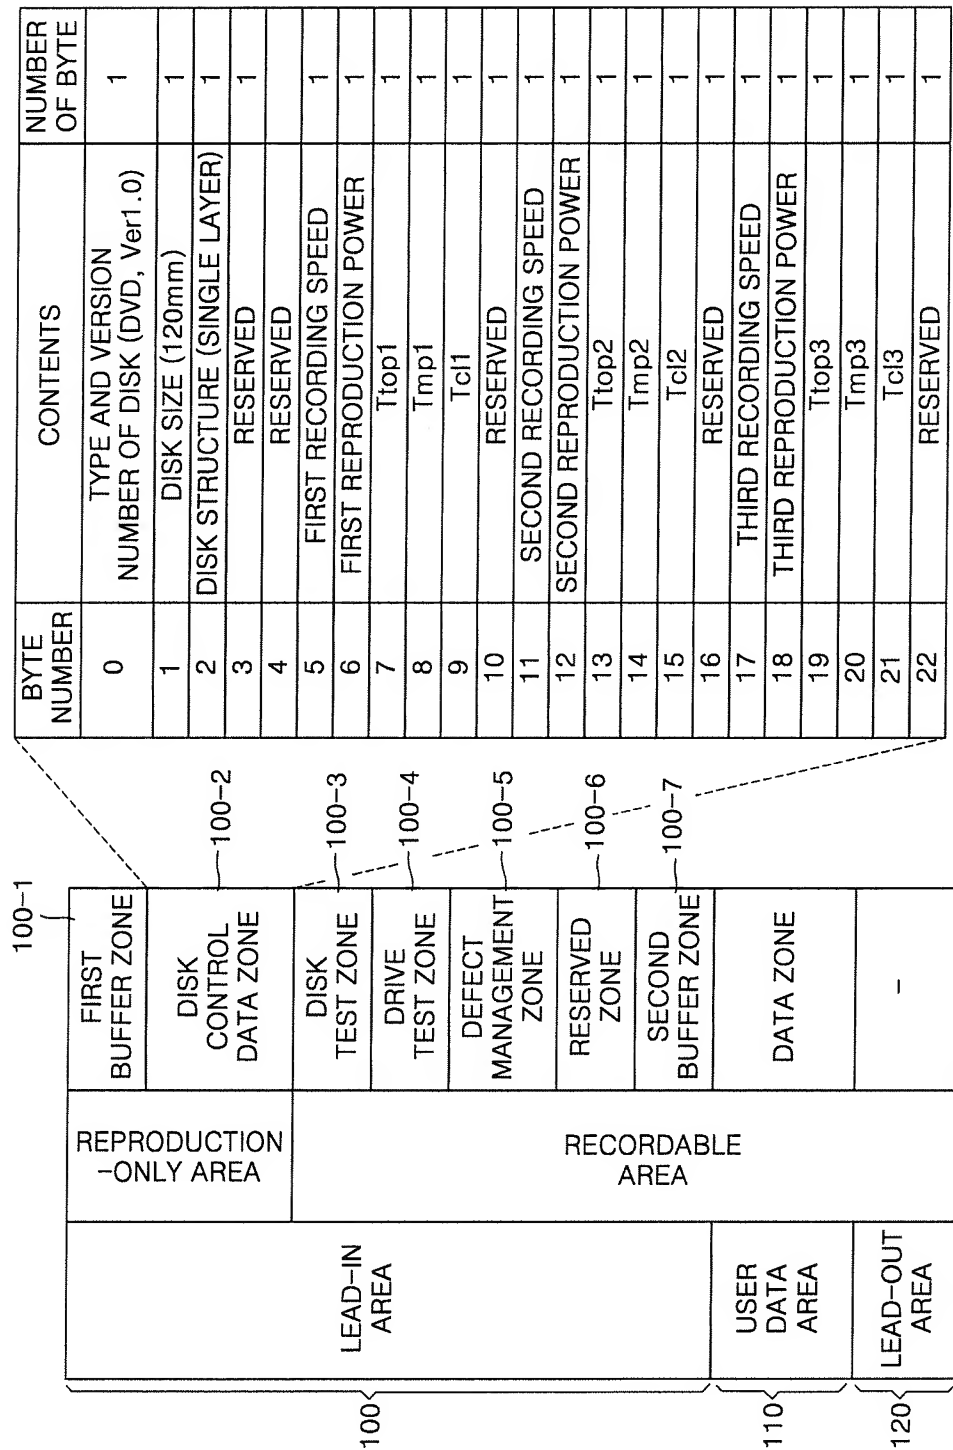 100-1
100
110
120
LEAD-IN
AREA
USER
DATA
AREA
LEAD-OUT
AREA
REPRODUCTION
-ONLY AREA
RECORDABLE
AREA
FIRST
BUFFER ZONE
DISK
CONTROL
DATA ZONE
DISK
TEST ZONE
DRIVE
TEST ZONE
DEFECT
MANAGEMENT
ZONE
RESERVED
ZONE
SECOND
BUFFER ZONE
DATA ZONE
-
100-2
100-3
100-4
100-5
100-6
100-7
BYTE
NUMBER
CONTENTS
NUMBER
OF BYTE
0 TYPE AND VERSION
NUMBER OF DISK (DVD, Ver1.0) 1
1 DISK SIZE (120mm) 1
2 DISK STRUCTURE (SINGLE LAYER) 1
3 RESERVED 1
4 RESERVED
5 FIRST RECORDING SPEED 1
6 FIRST REPRODUCTION POWER 1
7 Ttop1 1
8 Tmp1 1
9 Tcl1 1
10 RESERVED 1
11 SECOND RECORDING SPEED 1
12 SECOND REPRODUCTION POWER 1
13 Ttop2 1
14 Tmp2 1
15 Tcl2 1
16 RESERVED 1
17 THIRD RECORDING SPEED 1
18 THIRD REPRODUCTION POWER 1
19 Ttop3 1
20 Tmp3 1
21 Tcl3 1
22 RESERVED 1